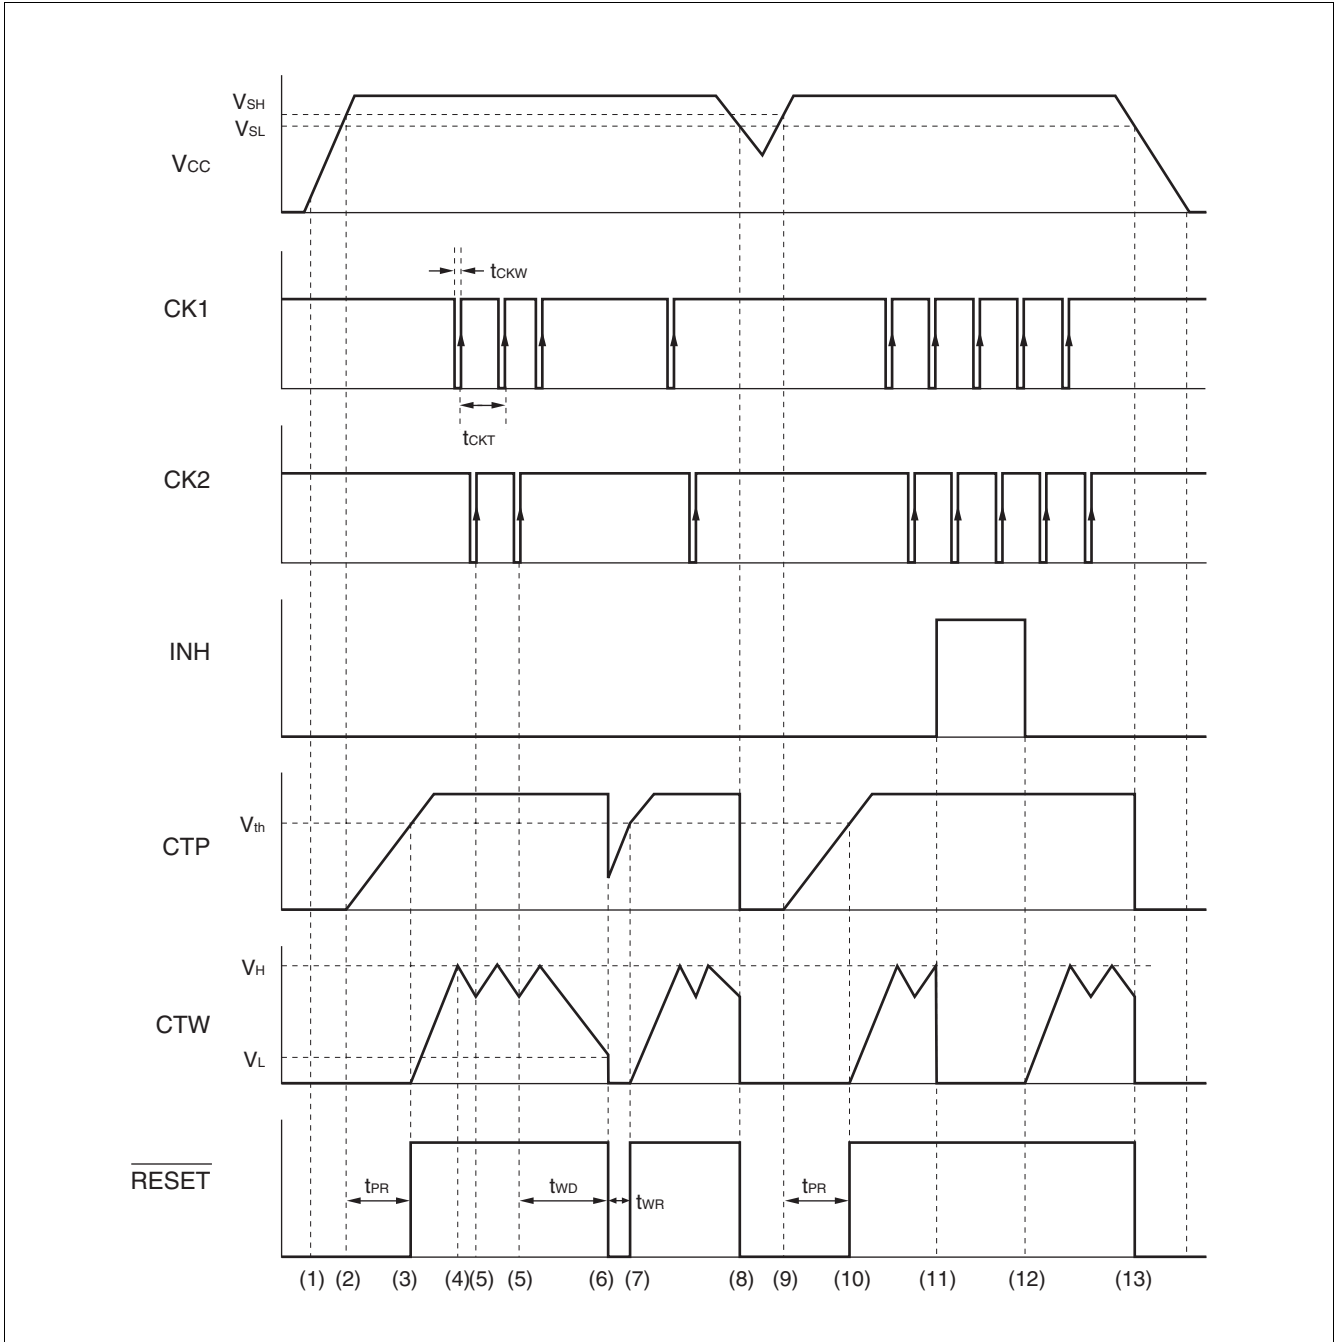 VSH
VSL
VCC
tCKW
CK1
tCKT
CK2
INH
Vth
CTP
VH
CTW
VL
RESET
tPR
tWD
tWR
tPR
(1) (2) (3) (4)(5) (5) (6) (7) (8) (9) (10) (11) (12) (13)